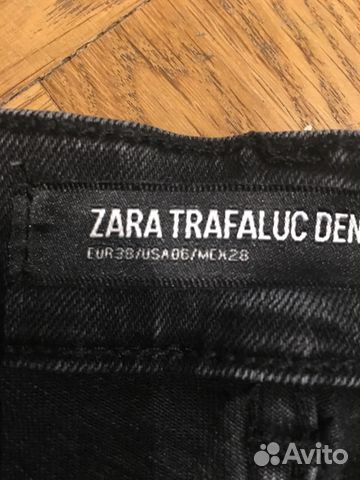 ZARA TRAFALUC DEN
EUR38/USA06/MEX28
Avito